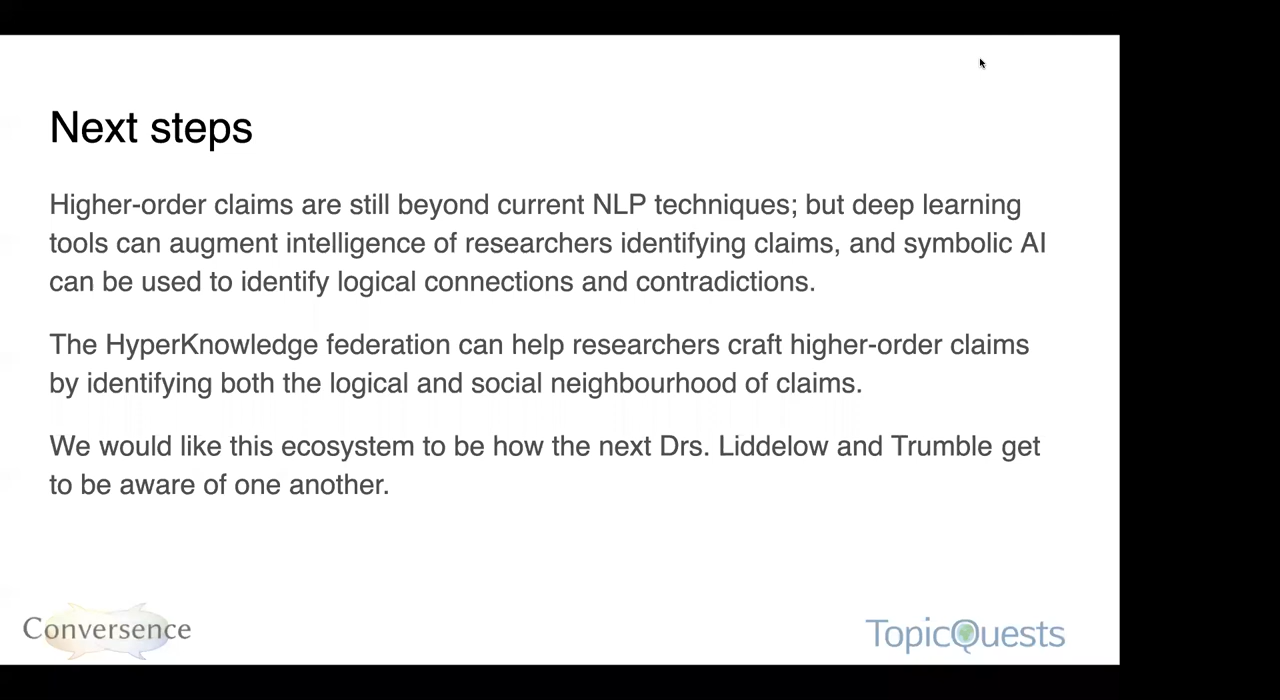 Next steps
Higher-order claims are still beyond current NLP techniques; but deep learning
tools can augment intelligence of researchers identifying claims, and symbolic AI
can be used to identify logical connections and contradictions.
The HyperKnowledge federation can help researchers craft higher-order claims
by identifying both the logical and social neighbourhood of claims.
We would like this ecosystem to be how the next Drs. Liddelow and Trumble get
to be aware of one another.
Conversence
TopicQuests